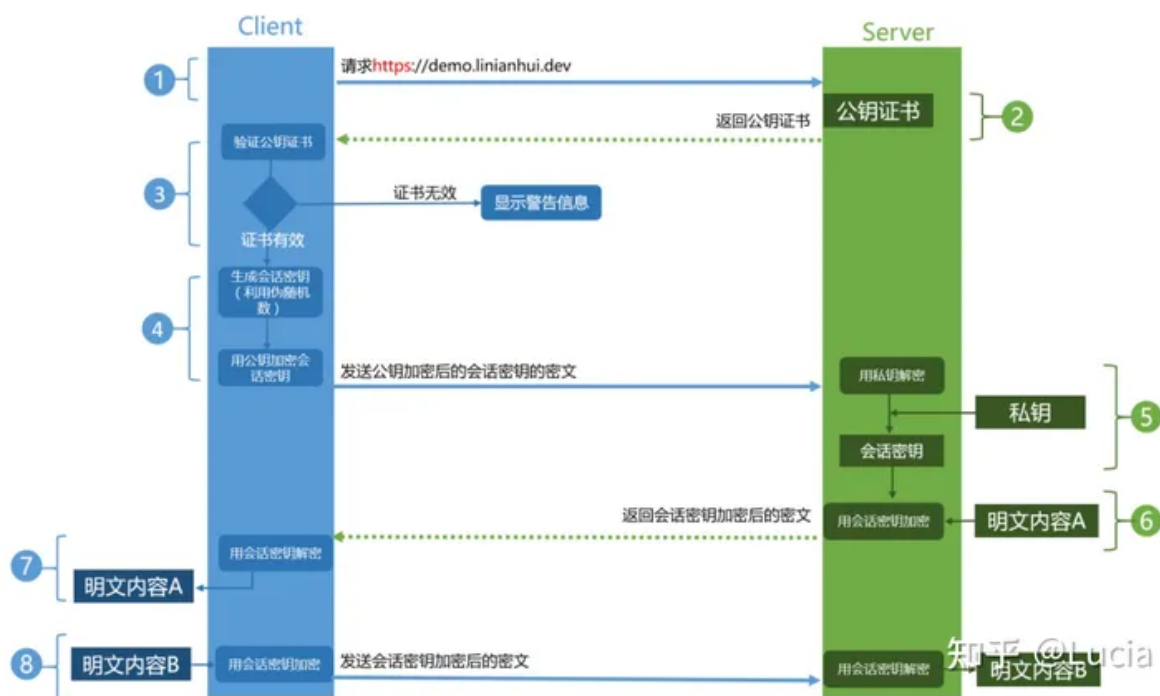 Client
Server
1
请求https://demo.linianhui.dev
公钥证书
2
返回公钥证书
验证公钥证书
3
证书无效
显示警告信息
证书有效
生成会话密钥
（利用伪随机
数）
4
用公钥加密会
话密钥
发送公钥加密后的会话密钥的密文
用私钥解密
私钥
5
会话密钥
返回会话密钥加密后的密文
用会话密钥加密
明文内容A
6
7
用会话密钥解密
明文内容A
8
明文内容B
用会话密钥加密
发送会话密钥加密后的密文
用会话密钥解密
明文内容B
知乎 @Lucia